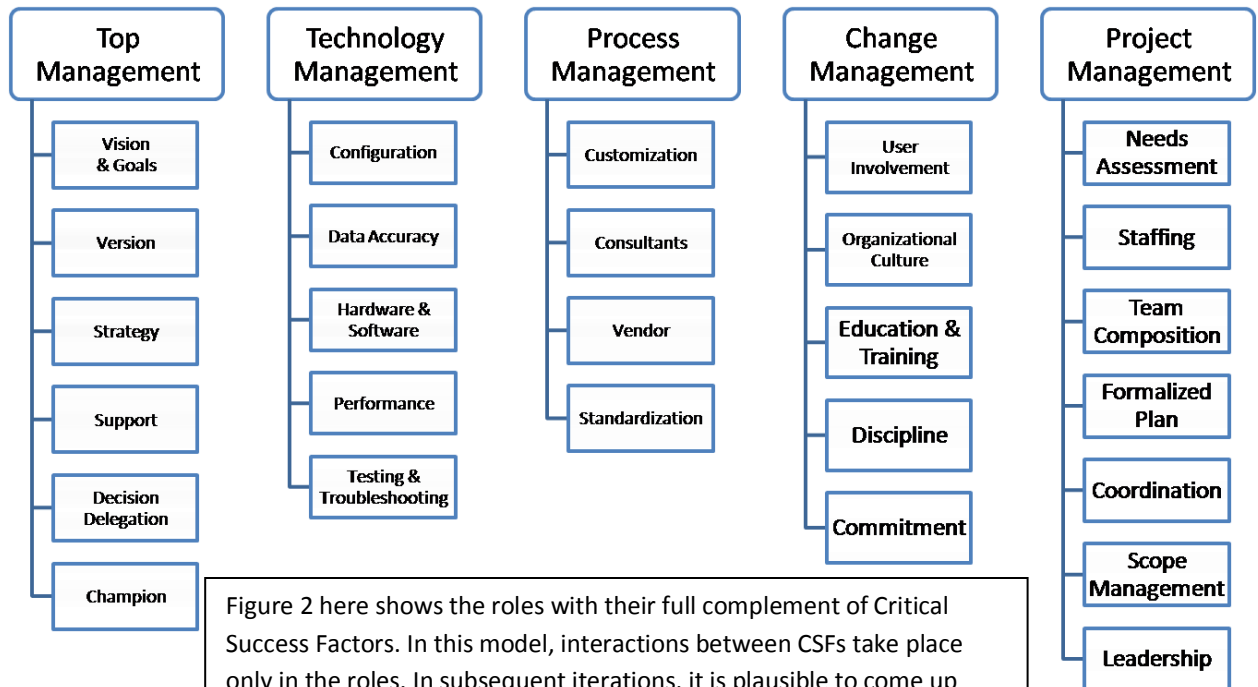 Top
Management
Vision
& Goals
Version
Strategy
Support
Decision
Delegation
Champion
Technology
Management
Configuration
Data Accuracy
Hardware &
Software
Performance
Testing &
Troubleshooting
Process
Management
Customization
Consultants
Vendor
Standardization
Change
Management
User
Involvement
Organizational
Culture
Education &
Training
Discipline
Commitment
Project
Management
Needs
Assessment
Staffing
Team
Composition
Formalized
Plan
Coordination
Scope
Management
Leadership
Figure 2 here shows the roles with their full complement of Critical
Success Factors. In this model, interactions between CSFs take place
only in the roles. In subsequent iterations, it is plausible to come up